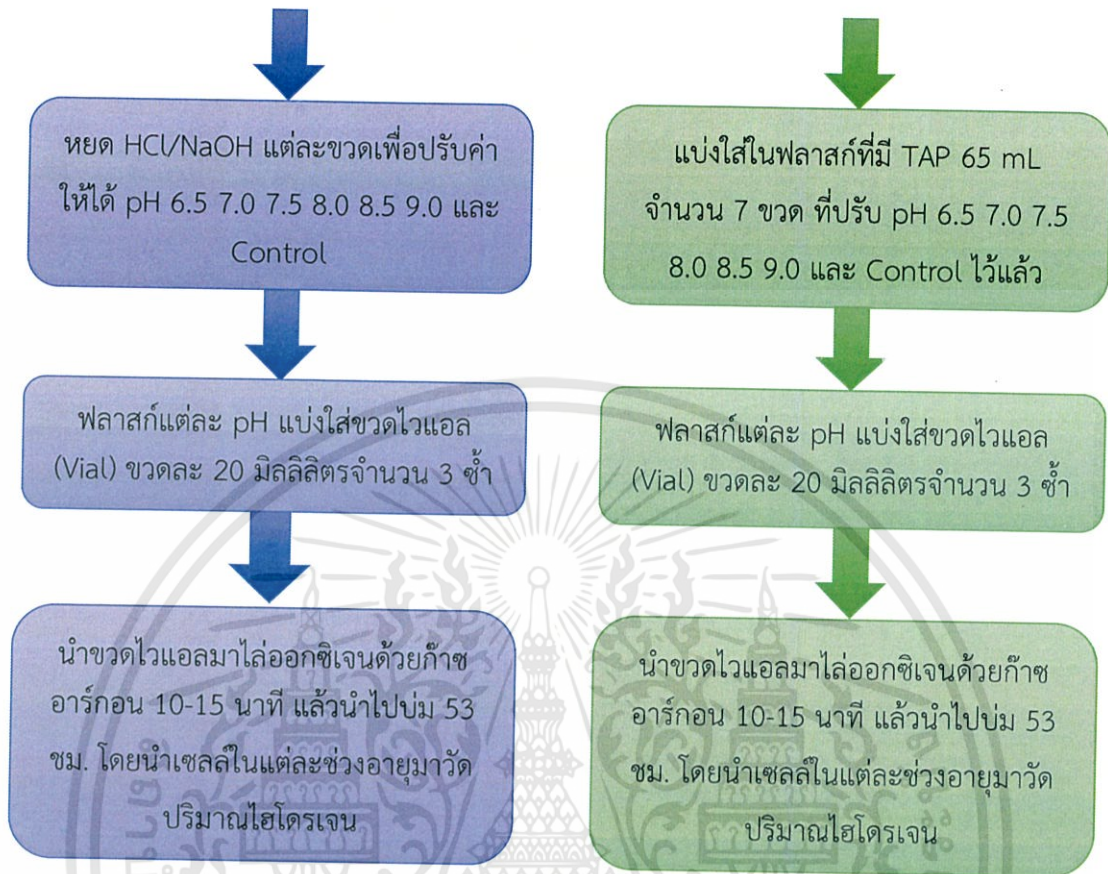 หยด HCl/NaOH แต่ละขวดเพื่อปรับค่า
ให้ได้ pH 6.5 7.0 7.5 8.0 8.5 9.0 และ
Control
ฟลาสก์แต่ละ pH แบ่งใส่ขวดไวแอล
(Vial) ขวดละ 20 มิลลิลิตรจำนวน 3 ซ้ำ
นำขวดไวแอลมาไล่ออกซิเจนด้วยก๊าซ
อาร์กอน 10-15 นาที แล้วนำไปบ่ม 53
ชม. โดยนำเซลล์ในแต่ละช่วงอายุมาวัด
ปริมาณไฮโดรเจน
แบ่งใส่ในฟลาสก์ที่มี TAP 65 mL
จำนวน 7 ขวด ที่ปรับ pH 6.5 7.0 7.5
8.0 8.5 9.0 และ Control ไว้แล้ว
ฟลาสก์แต่ละ pH แบ่งใส่ขวดไวแอล
(Vial) ขวดละ 20 มิลลิลิตรจำนวน 3 ซ้ำ
นำขวดไวแอลมาไล่ออกซิเจนด้วยก๊าซ
อาร์กอน 10-15 นาที แล้วนำไปบ่ม 53
ชม. โดยนำเซลล์ในแต่ละช่วงอายุมาวัด
ปริมาณไฮโดรเจน